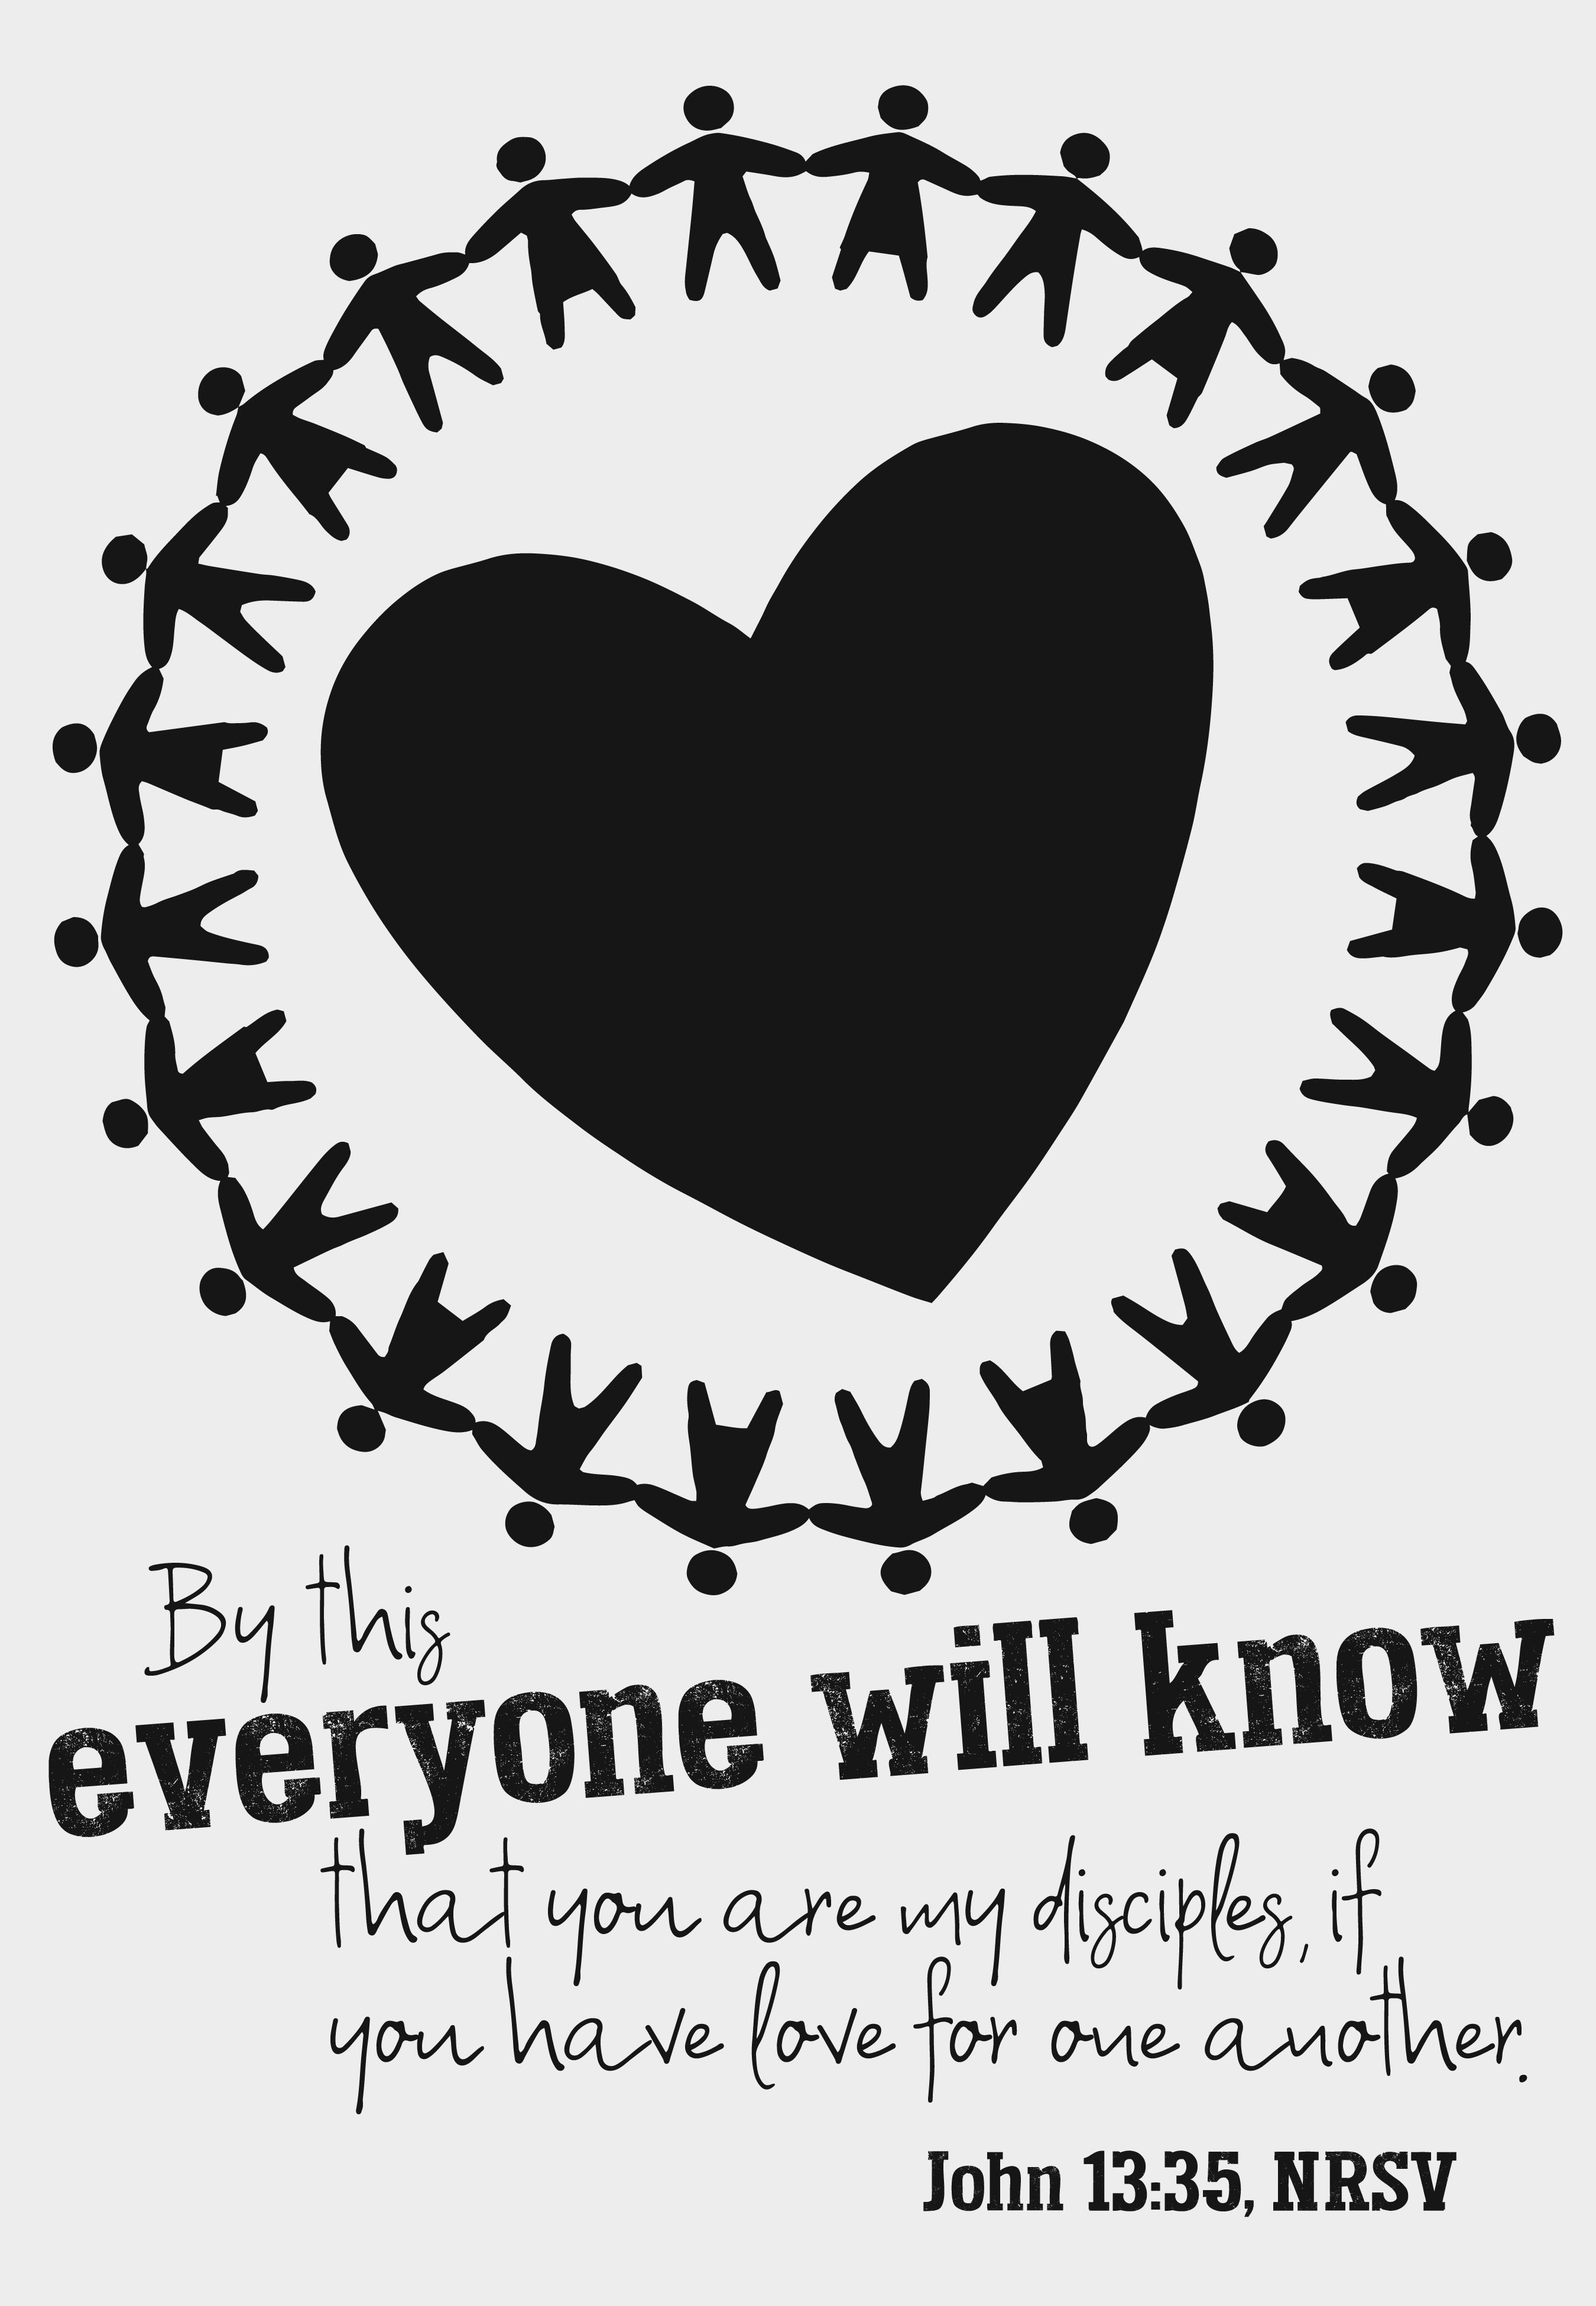 By this
everyone will know
that you are my disciples, if
you have love for one another.
John 13:35, NRSV